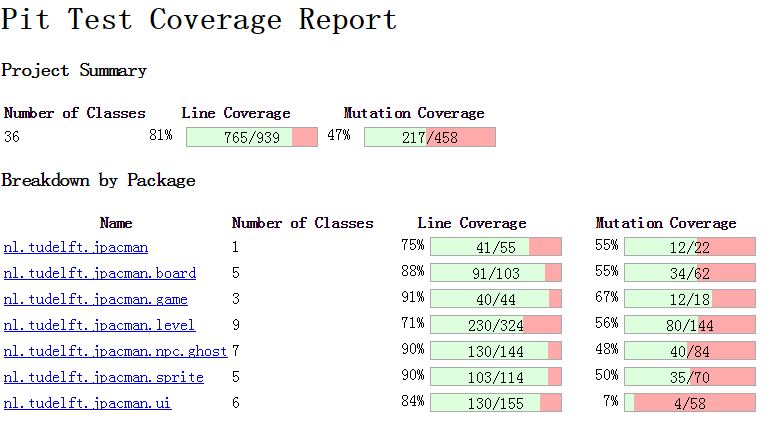 Pit Test Coverage Report
Project Summary
Number of Classes Line Coverage Mutation Coverage
36 81% 765/939 47% 217/458
Breakdown by Package
Name Number of Classes Line Coverage Mutation Coverage
nl.tudelft.jpacman 1 75% 41/55 55% 12/22
nl.tudelft.jpacman.board 5 88% 91/103 55% 34/62
nl.tudelft.jpacman.game 3 91% 40/44 67% 12/18
nl.tudelft.jpacman.level 9 71% 230/324 56% 80/144
nl.tudelft.jpacman.npc.ghost 7 90% 130/144 48% 40/84
nl.tudelft.jpacman.sprite 5 90% 103/114 50% 35/70
nl.tudelft.jpacman.ui 6 84% 130/155 7% 4/58